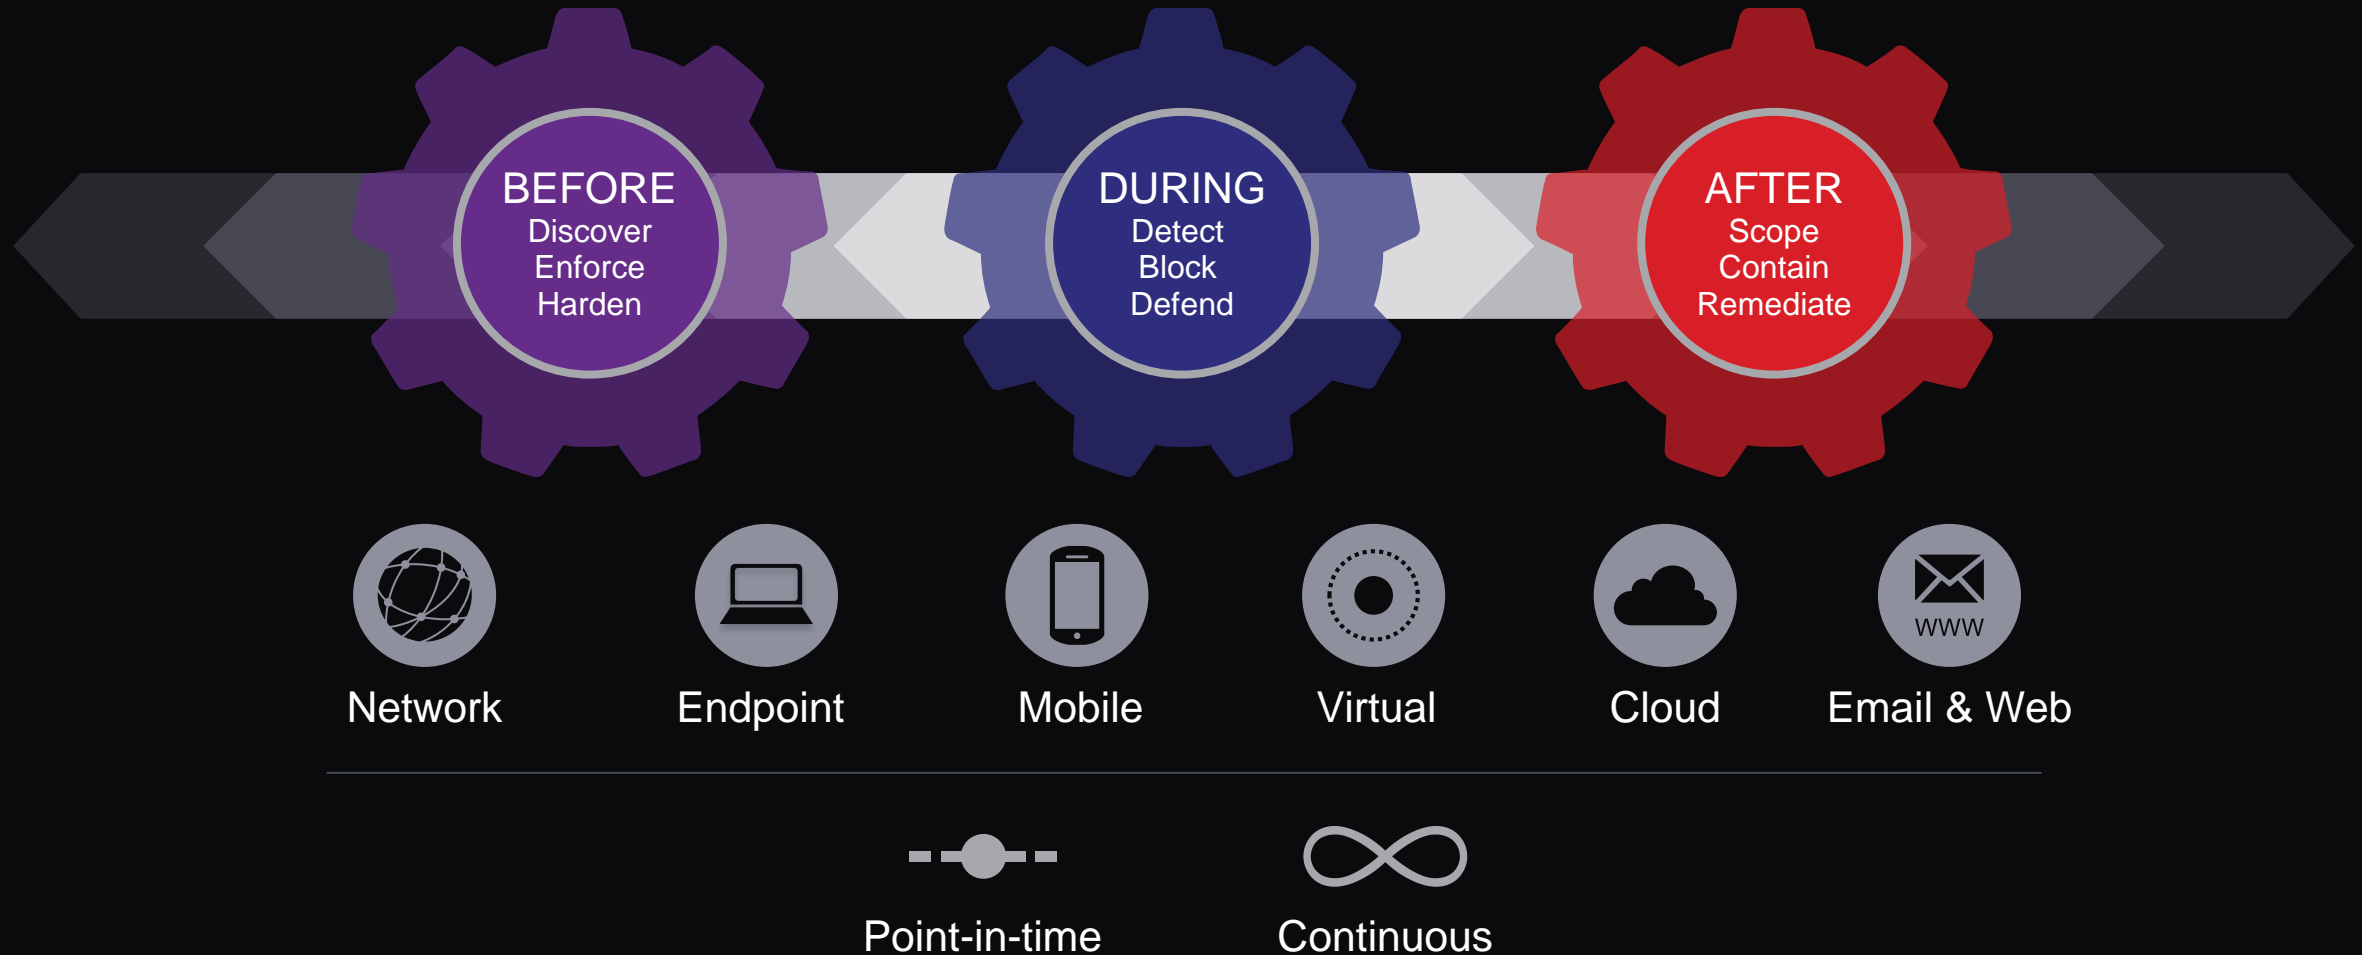 BEFORE
Discover
Enforce
Harden
DURING
Detect
Block
Defend
AFTER
Scope
Contain
Remediate
WWW
Network
Endpoint
Mobile
Virtual
Cloud
Email & Web
Point-in-time
Continuous